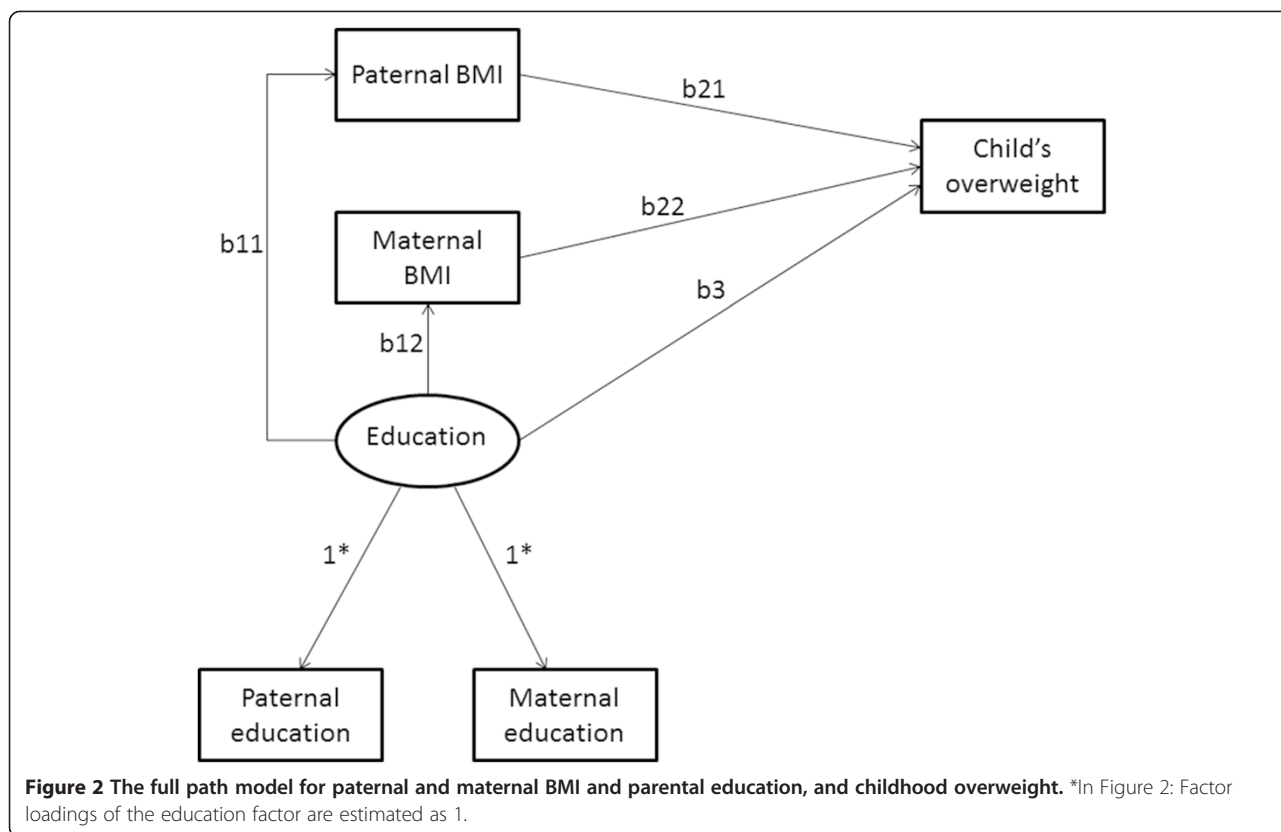 Paternal BMI
b21
Child's
overweight
b11
Maternal
BMI
b22
b3
b12
Education
1*
1*
Paternal
education
Maternal
education
Figure 2 The full path model for paternal and maternal BMI and parental education, and childhood overweight. *In Figure 2: Factor
loadings of the education factor are estimated as 1.